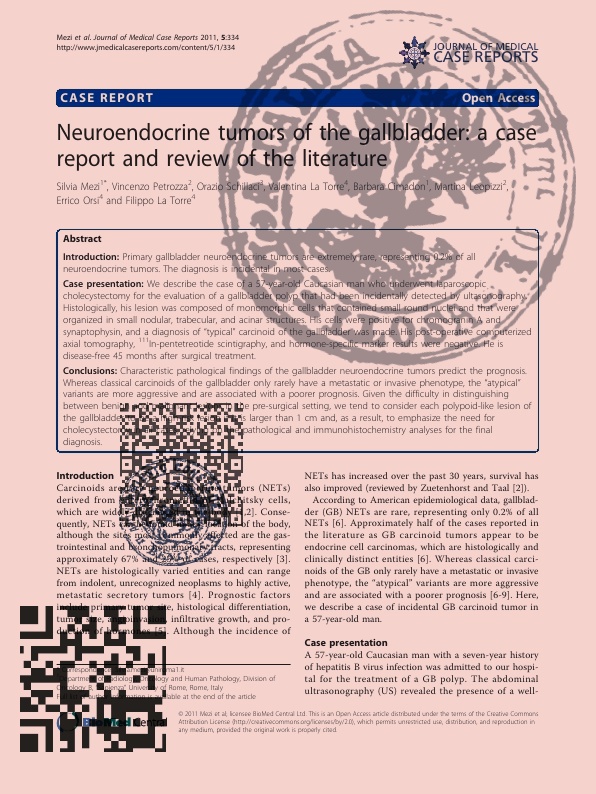 Mezi et al. Journal of Medical Case Reports 2011, 5:334
http://www.jmedicalcasereports.com/content/5/1/334
JOURNAL OF MEDICAL
CASE REPORTS
CASE REPORT
Open Access
Neuroendocrine tumors of the gallbladder: a case
report and review of the literature
Silvia Mezi1*, Vincenzo Petrozza2, Orazio Schillaci3, Valentina La Torre4, Barbara Cimadon1, Martina Leopizzi2,
Errico Orsi4 and Filippo La Torre4
Abstract
Introduction: Primary gallbladder neuroendocrine tumors are extremely rare, representing 0.2% of all
neuroendocrine tumors. The diagnosis is incidental in most cases.
Case presentation: We describe the case of a 57-year-old Caucasian man who underwent laparoscopic
cholecystectomy for the evaluation of a gallbladder polyp that had been incidentally detected by ultasonography.
Histologically, his lesion was composed of monomorphic cells that contained small round nuclei and that were
organized in small nodular, trabecular, and acinar structures. His cells were positive for chromogranin A and
synaptophysin, and a diagnosis of "typical" carcinoid of the gallbladder was made. His post-operative computerized
axial tomography, 111In-pentetreotide scintigraphy, and hormone-specific marker results were negative. He is
disease-free 45 months after surgical treatment.
Conclusions: Characteristic pathological findings of the gallbladder neuroendocrine tumors predict the prognosis.
Whereas classical carcinoids of the gallbladder only rarely have a metastatic or invasive phenotype, the "atypical"
variants are more aggressive and are associated with a poorer prognosis. Given the difficulty in distinguishing
between the pre-surgical setting, we tend to consider each polypoid-like lesion of
the gallbladder is larger than 1 cm and, as a result, to emphasize the need for
cholecystectomy pathological and immunohistochemistry analyses for the final
diagnosis.
Introduction
Carcinoids are tumors (NETs)
derived from cells,
which are [1,2]. Conse-
quently, NETs of the body,
although the sites most commonly affected are the gas-
trointestinal and bronchopulmonary tracts, representing
approximately 67% cases, respectively [3].
NETs are histologically varied entities and can range
from indolent, unrecognized neoplasms to highly active,
metastatic secretory tumors [4]. Prognostic factors
include primary tumor site, histological differentiation,
tumor size, angioinvasion, infiltrative growth, and pro-
duction of hormones [5]. Although the incidence of
NETs has increased over the past 30 years, survival has
also improved (reviewed by Zuetenhorst and Taal [2]).
According to American epidemiological data, gallblad-
der (GB) NETs are rare, representing only 0.2% of all
NETs [6]. Approximately half of the cases reported in
the literature as GB carcinoid tumors appear to be
endocrine cell carcinomas, which are histologically and
clinically distinct entities [6]. Whereas classical carci-
noids of the GB only rarely have a metastatic or invasive
phenotype, the "atypical" variants are more aggressive
and are associated with a poorer prognosis [6-9]. Here,
we describe a case of incidental GB carcinoid tumor in
a 57-year-old man.
Case presentation
A 57-year-old Caucasian man with a seven-year history
of hepatitis B virus infection was admitted to our hospi-
tal for the treatment of a GB polyp. The abdominal
ultrasonography (US) revealed the presence of a well-
Department of Radiology, Oncology and Human Pathology, Division of
Oncology B, "Sapienza" University of Rome, Rome, Italy
Full list of author information is available at the end of the article
BioMed Central
© 2011 Mezi et al; licensee BioMed Central Ltd. This is an Open Access article distributed under the terms of the Creative Commons
Attribution License (http://creativecommons.org/licenses/by/2.0), which permits unrestricted use, distribution, and reproduction in
any medium, provided the original work is properly cited.